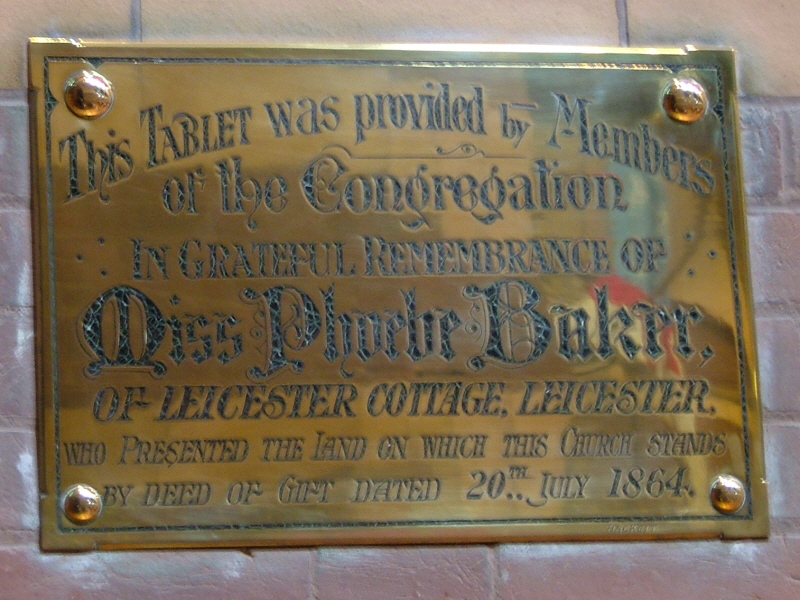 This Tablet was provided by Members
of the Congregation
In Grateful Remembrance of
Miss Phoebe Baker,
OF LEICESTER COTTAGE, LEICESTER,
WHO PRESENTED THE LAND ON WHICH THIS CHURCH STANDS
BY DEED OF GIFT DATED 20TH JULY 1864.